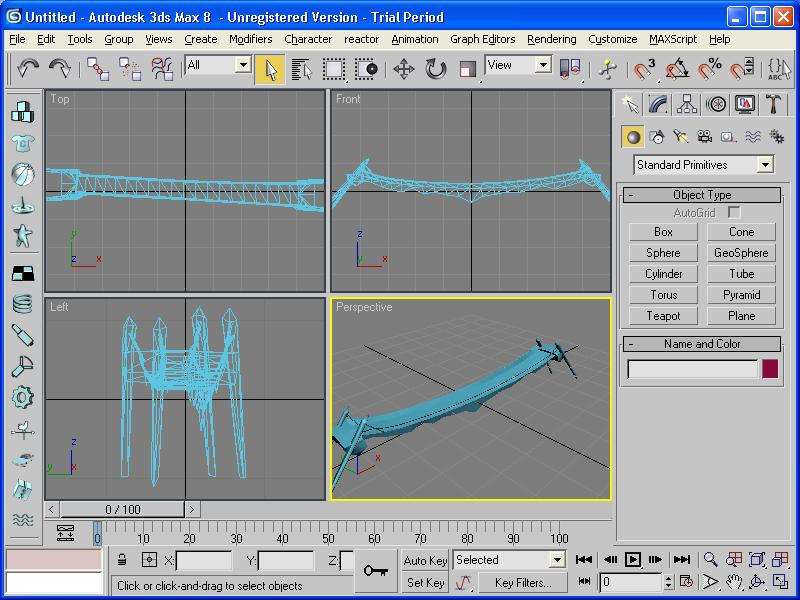 Untitled - Autodesk 3ds Max 8 - Unregistered Version - Trial Period
File Edit Tools Group Views Create Modifiers Character reactor Animation Graph Editors Rendering Customize MAXScript Help
All
View
3
%
ABC
Top
Front
Left
Perspective
y
z
x
z
y
x
z
y
x
z
x
Standard Primitives
Object Type
AutoGrid
Box Cone
Sphere GeoSphere
Cylinder Tube
Torus Pyramid
Teapot Plane
Name and Color
0 / 100
0 10 20 30 40 50 60 70 80 90 100
X: Y: Z:
Auto Key Selected
Set Key Key Filters...
0
Click or click-and-drag to select objects